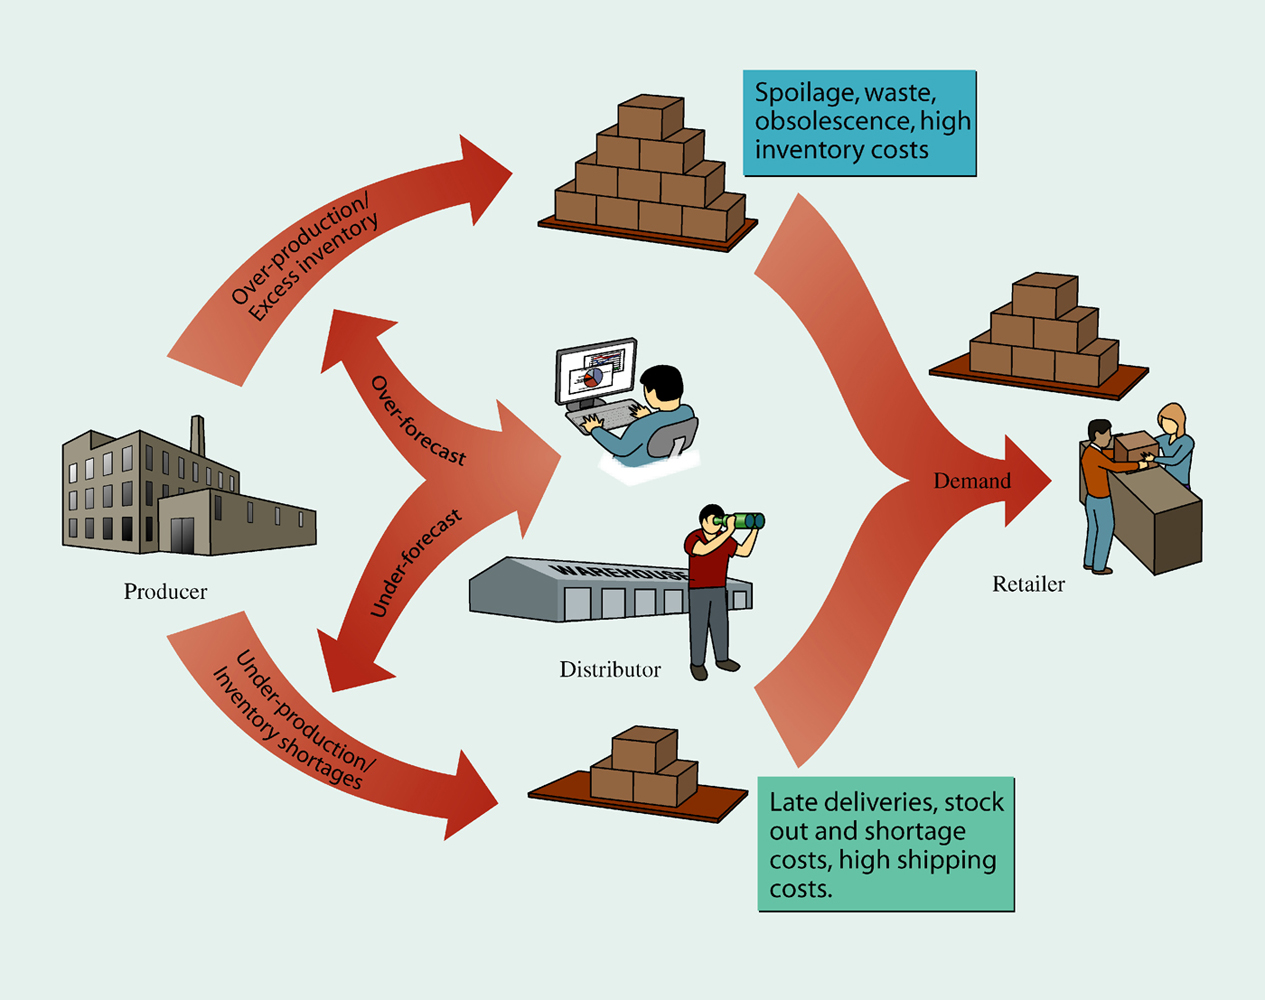 Spoilage, waste,
obsolescence, high
inventory costs
Over-production/
Excess inventory
Over-forecast
Under-forecast
Demand
WAREHOUSE
Producer
Retailer
Distributor
Under-production/
Inventory shortages
Late deliveries, stock
out and shortage
costs, high shipping
costs.